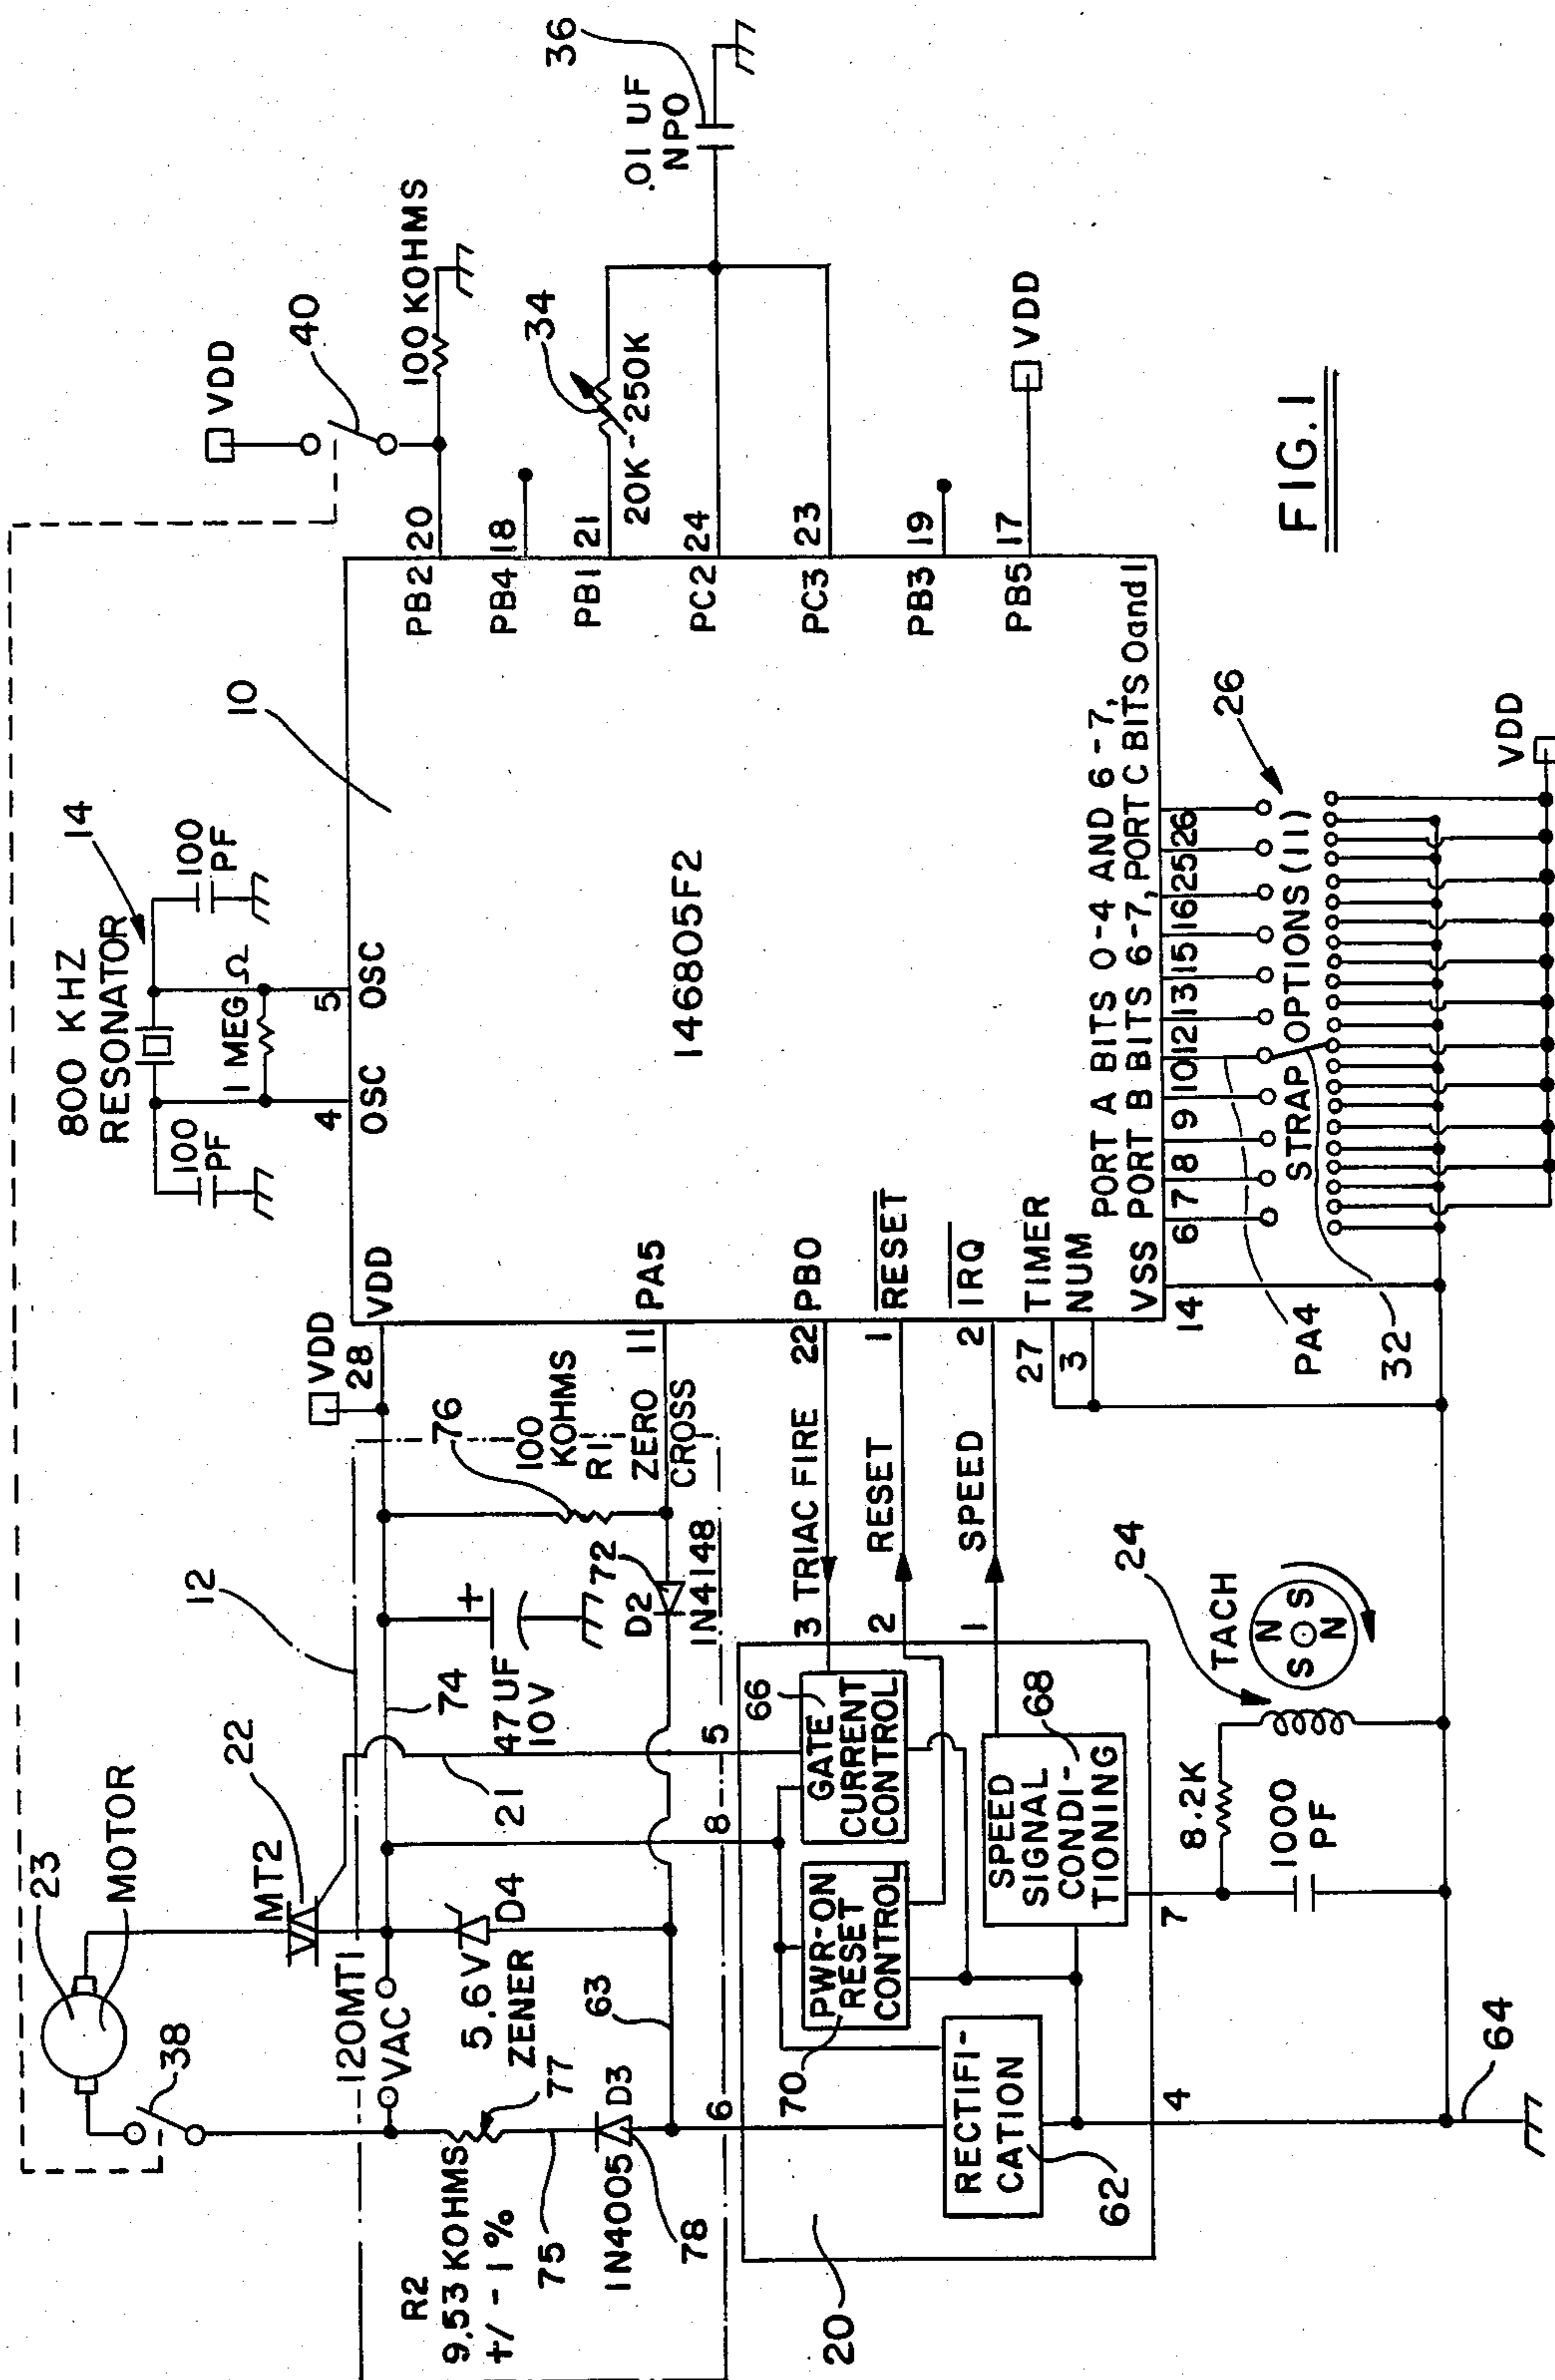 23
MOTOR
38
MT2
22
120
MT1
VAC
12
74
R2
9.53 KOHMS
+/-1%
77
75
5.6V
ZENER
D4
IN4005
D3
78
63
21
47UF
10V
+
72
D2
IN4148
76
100
KOHMS
R1
ZERO
CROSS
VDD
28
VDD
11
PA5
6
8
5
20
RECTIFI-
CATION
62
70
PWR-ON
RESET
CONTROL
66
GATE
CURRENT
CONTROL
SPEED
SIGNAL
CONDI-
TIONING
68
3
TRIAC FIRE
22
PB0
2
RESET
1
RESET
1
SPEED
2
IRQ
27
TIMER
3
NUM
14
VSS
4
7
64
8.2K
1000
PF
24
TACH
N
S
S
N
800 KHZ
RESONATOR
14
100
PF
100
PF
1 MEG Ω
4
OSC
5
OSC
10
146805F2
PORT A BITS 0-4 AND 6-7,
PORT B BITS 6-7, PORT C BITS 0and1
6
7
8
9
10
12
13
15
16
25
26
STRAP OPTIONS (11)
26
PA4
32
VDD
VDD
40
100 KOHMS
PB2
20
PB4
18
PB1
21
PC2
24
PC3
23
PB3
19
PB5
17
34
20K-250K
36
.01 UF
NPO
VDD
FIG. 1